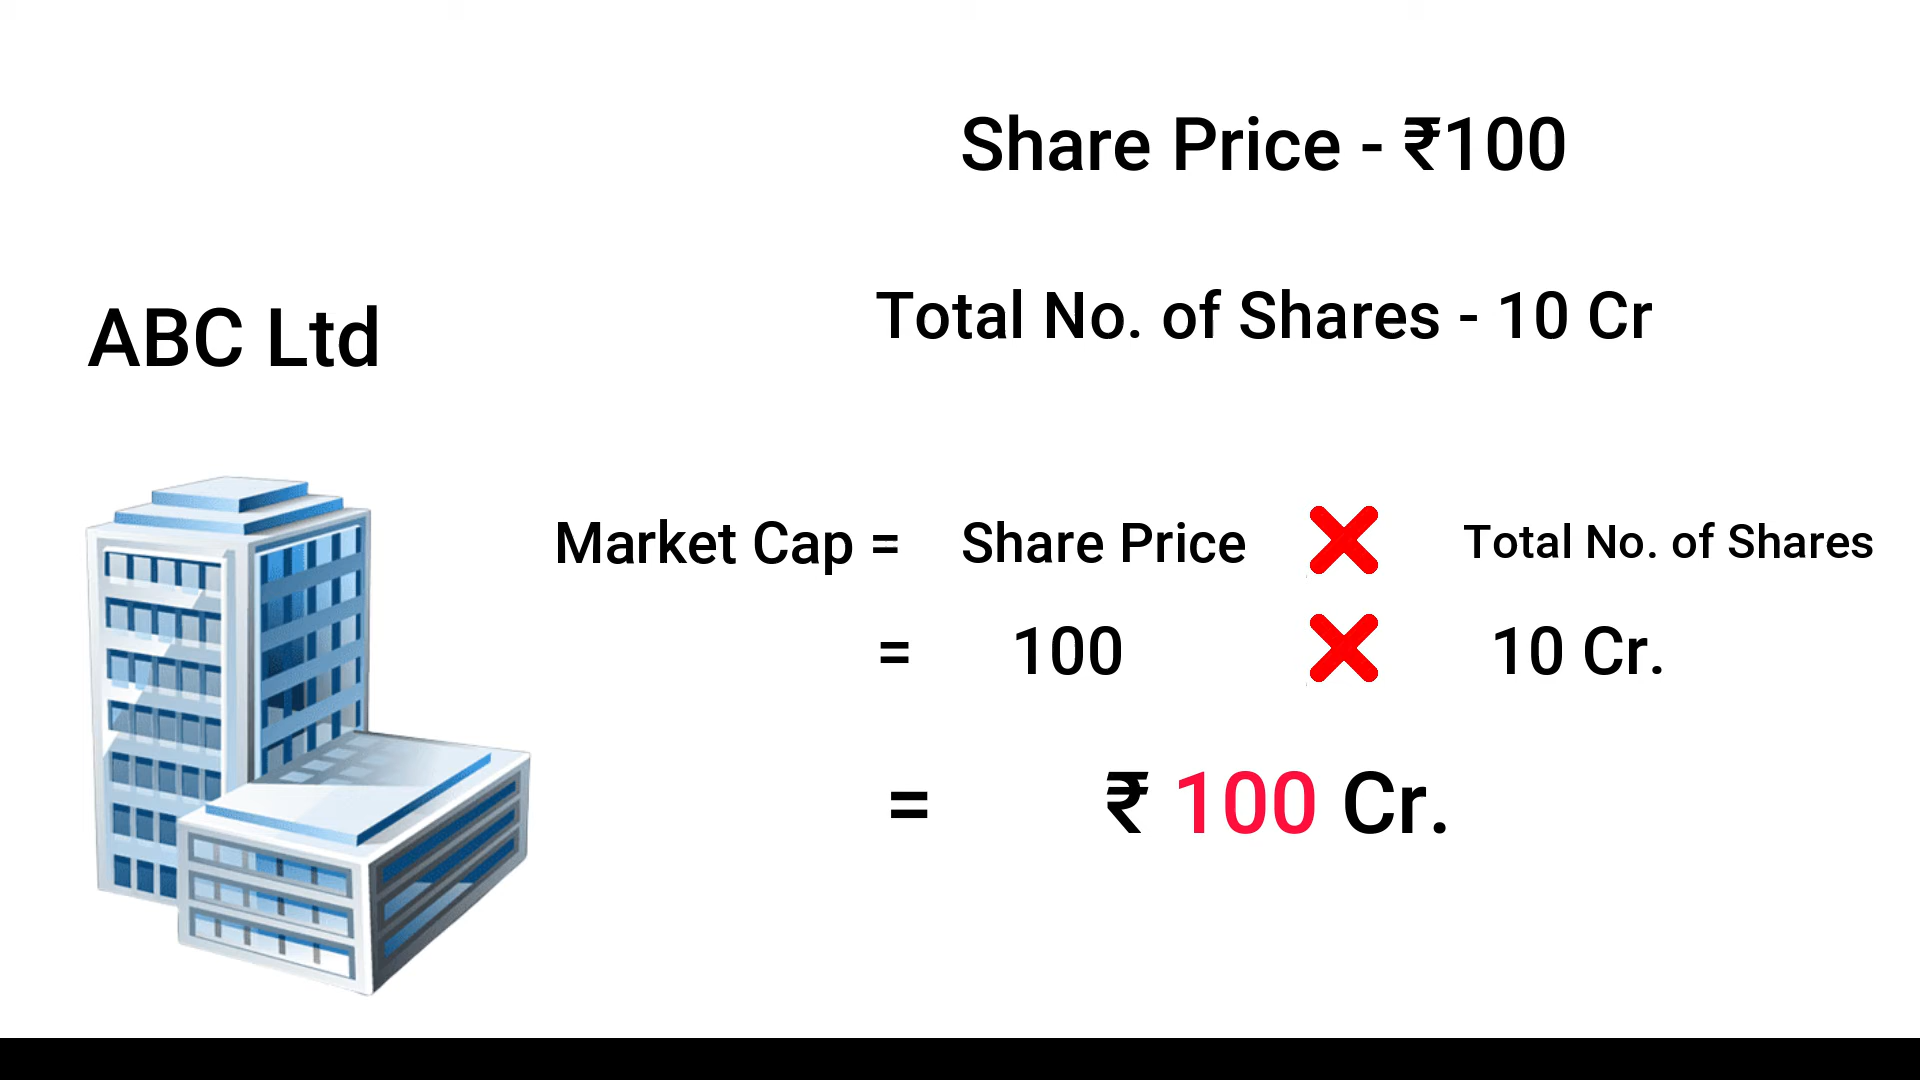 Share Price - ₹100
Total No. of Shares - 10 Cr
ABC Ltd
Market Cap = Share Price ❌ Total No. of Shares
= 100 ❌ 10 Cr.
= ₹ 100 Cr.